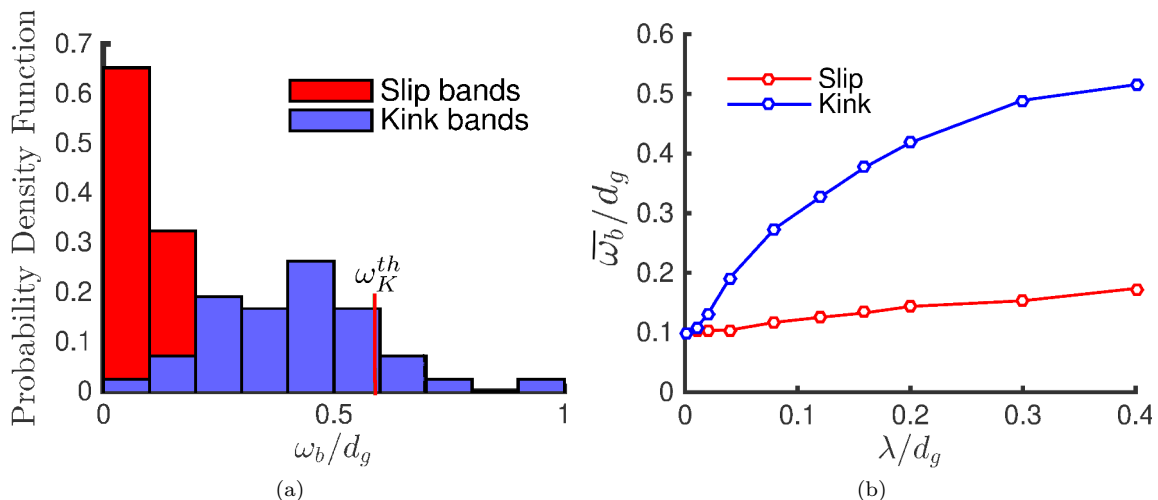 Probability Density Function
0.7
0.6
0.5
0.4
0.3
0.2
0.1
0
Slip bands
Kink bands
ω_K^{th}
0 0.5 1
ω_b/d_g
(a)
\overline{ω}_b/d_g
0.6
0.5
0.4
0.3
0.2
0.1
0
Slip
Kink
0 0.1 0.2 0.3 0.4
λ/d_g
(b)